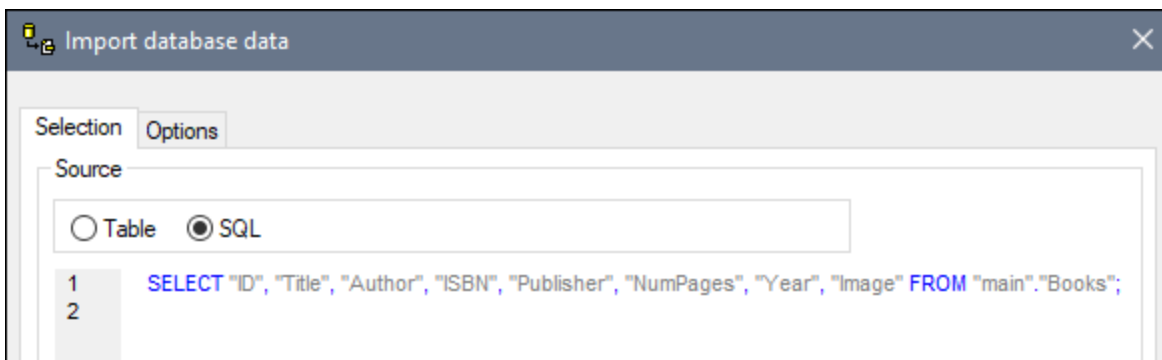 Import database data
Selection Options
Source
Table SQL
1 SELECT "ID", "Title", "Author", "ISBN", "Publisher", "NumPages", "Year", "Image" FROM "main"."Books";
2